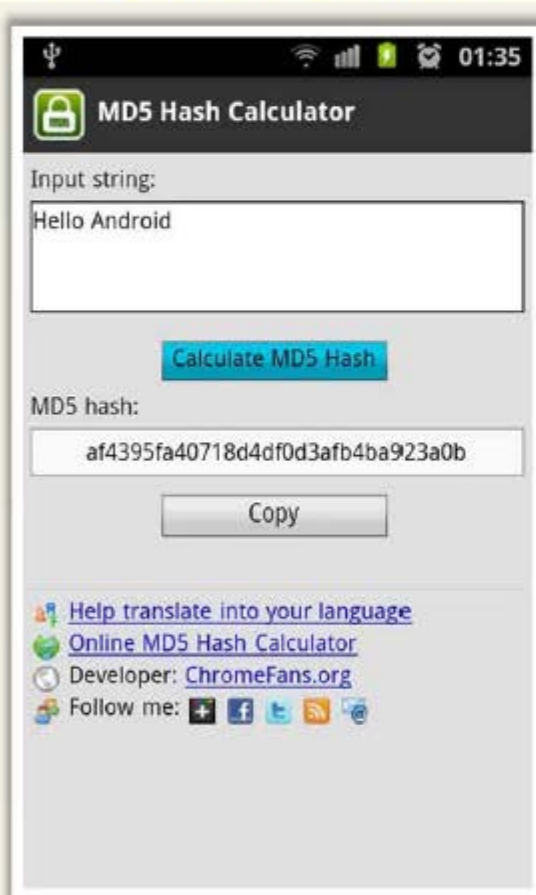 01:35
MD5 Hash Calculator
Input string:
Hello Android
Calculate MD5 Hash
MD5 hash:
af4395fa40718d4df0d3afb4ba923a0b
Copy
Help translate into your language
Online MD5 Hash Calculator
Developer: ChromeFans.org
Follow me: